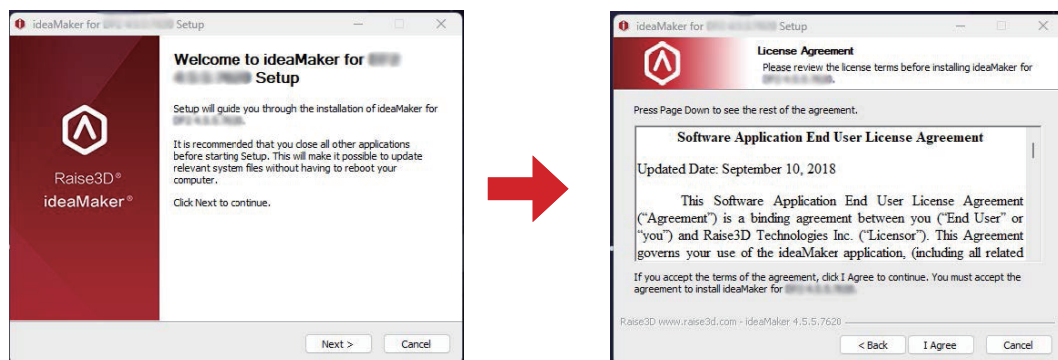 ideaMaker for Setup
Welcome to ideaMaker for
Setup
Setup will guide you through the installation of ideaMaker for
It is recommended that you close all other applications
before starting Setup. This will make it possible to update
relevant system files without having to reboot your
computer.
Click Next to continue.
Raise3D®
ideaMaker®
Next >
Cancel
ideaMaker for Setup
License Agreement
Please review the license terms before installing ideaMaker for
Press Page Down to see the rest of the agreement.
Software Application End User License Agreement
Updated Date: September 10, 2018
This Software Application End User License Agreement
(“Agreement”) is a binding agreement between you (“End User” or
“you”) and Raise3D Technologies Inc. (“Licensor”). This Agreement
governs your use of the ideaMaker application, (including all related
If you accept the terms of the agreement, click I Agree to continue. You must accept the
agreement to install ideaMaker for
Raise3D www.raise3d.com - ideaMaker 4.5.5.7620
< Back
I Agree
Cancel